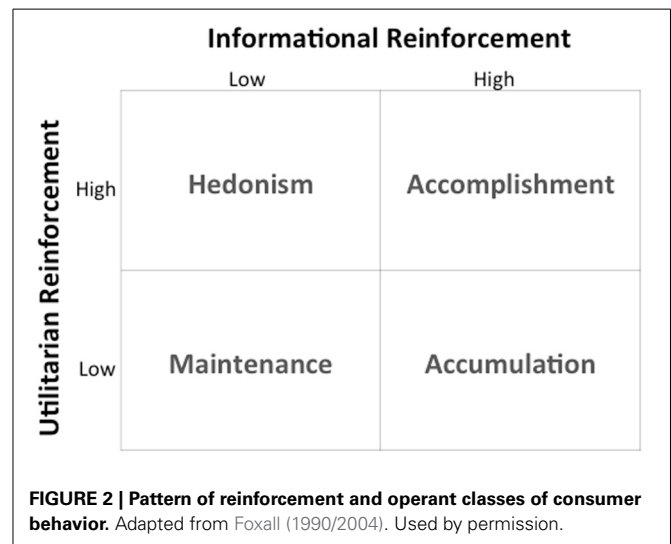 Informational Reinforcement
Low High
Utilitarian Reinforcement
High Hedonism Accomplishment
Low Maintenance Accumulation
FIGURE 2 | Pattern of reinforcement and operant classes of consumer
behavior. Adapted from Foxall (1990/2004). Used by permission.